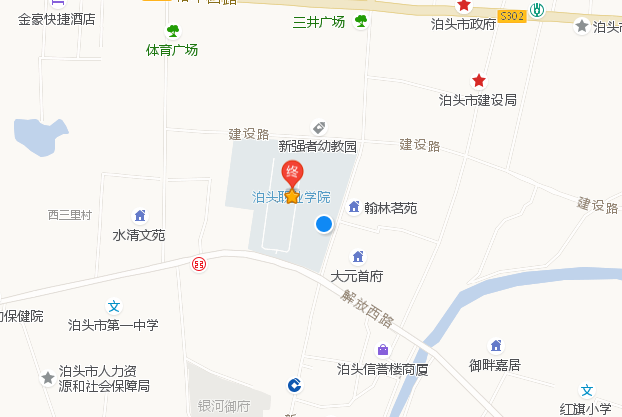 金豪快捷酒店
体育广场
三井广场
泊头市政府
S302
泊头
泊头市建设局
建设路
新强者幼教园
建设路
终
泊头职业学院
翰林茗苑
建设路
西三里村
水清文苑
大元首府
解放西路
保健院
文
泊头市第一中学
泊头信誉楼商厦
御畔嘉居
泊头市人力资
源和社会保障局
银河御府
文
红旗小学